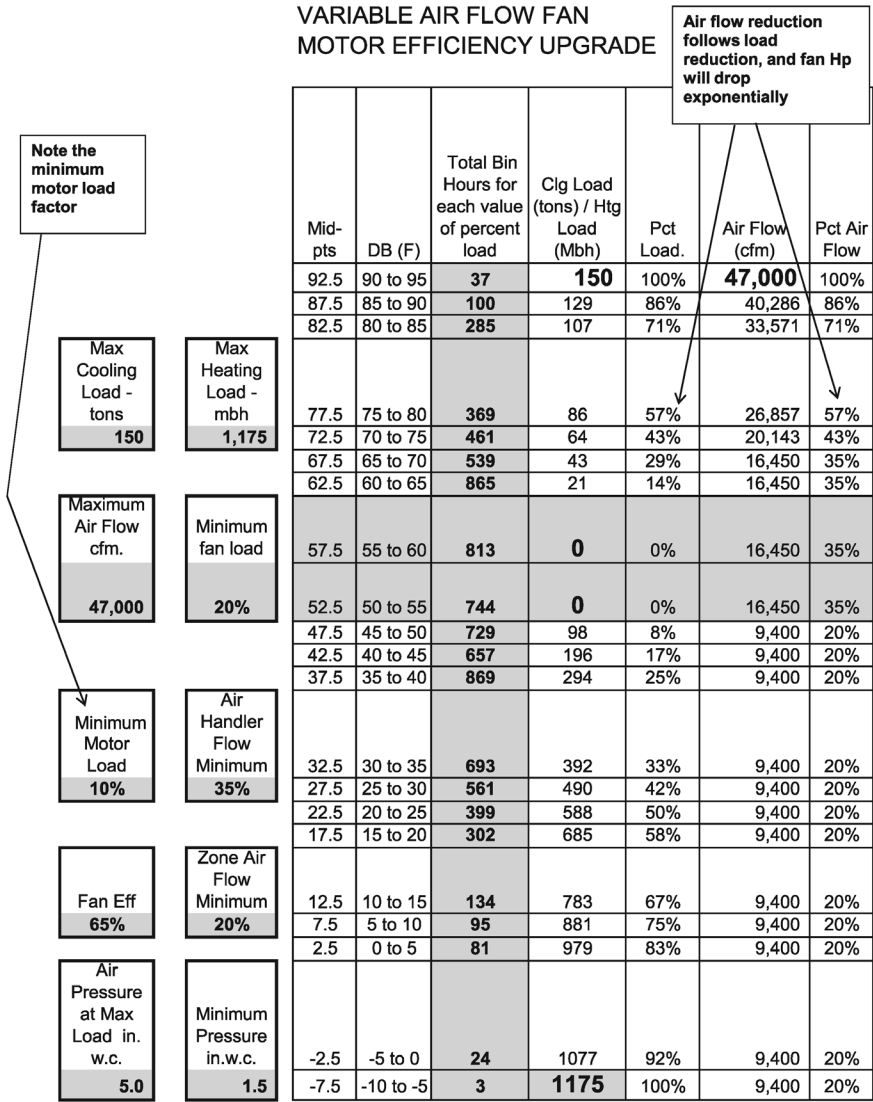 VARIABLE AIR FLOW FAN
MOTOR EFFICIENCY UPGRADE
Air flow reduction
follows load
reduction, and fan Hp
will drop
exponentially
Note the
minimum
motor load
factor
Mid-
pts
DB (F)
Total Bin
Hours for
each value
of percent
load
Clg Load
(tons) / Htg
Load
(Mbh)
Pct
Load.
Air Flow
(cfm)
Pct Air
Flow
92.5 90 to 95 37 150 100% 47,000 100%
87.5 85 to 90 100 129 86% 40,286 86%
82.5 80 to 85 285 107 71% 33,571 71%
77.5 75 to 80 369 86 57% 26,857 57%
72.5 70 to 75 461 64 43% 20,143 43%
67.5 65 to 70 539 43 29% 16,450 35%
62.5 60 to 65 865 21 14% 16,450 35%
57.5 55 to 60 813 0 0% 16,450 35%
52.5 50 to 55 744 0 0% 16,450 35%
47.5 45 to 50 729 98 8% 9,400 20%
42.5 40 to 45 657 196 17% 9,400 20%
37.5 35 to 40 869 294 25% 9,400 20%
32.5 30 to 35 693 392 33% 9,400 20%
27.5 25 to 30 561 490 42% 9,400 20%
22.5 20 to 25 399 588 50% 9,400 20%
17.5 15 to 20 302 685 58% 9,400 20%
12.5 10 to 15 134 783 67% 9,400 20%
7.5 5 to 10 95 881 75% 9,400 20%
2.5 0 to 5 81 979 83% 9,400 20%
-2.5 -5 to 0 24 1077 92% 9,400 20%
-7.5 -10 to -5 3 1175 100% 9,400 20%
Max
Cooling
Load -
tons
150
Max
Heating
Load -
mbh
1,175
Maximum
Air Flow
cfm.
47,000
Minimum
fan load
20%
Minimum
Motor
Load
10%
Air
Handler
Flow
Minimum
35%
Fan Eff
65%
Zone Air
Flow
Minimum
20%
Air
Pressure
at Max
Load in.
w.c.
5.0
Minimum
Pressure
in.w.c.
1.5